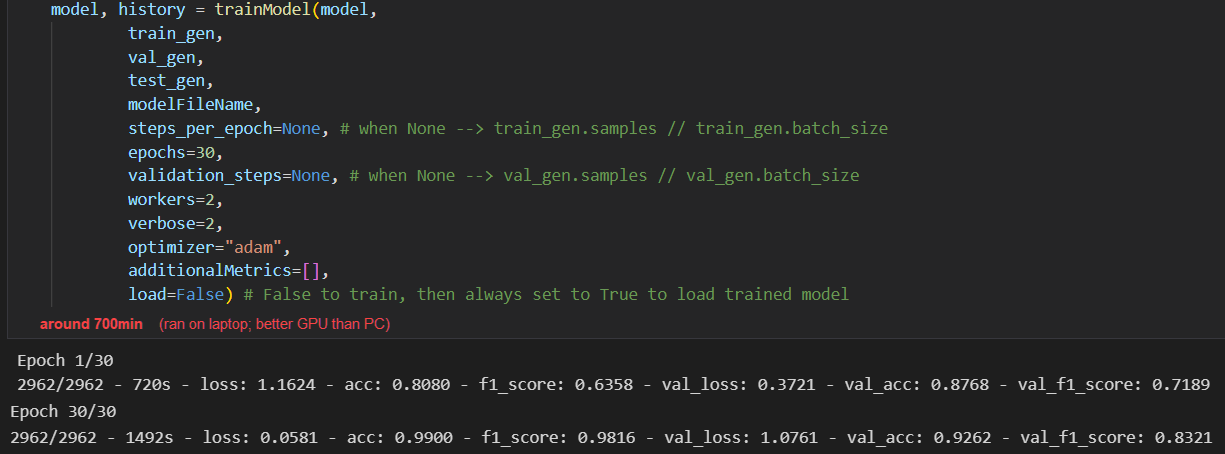 model, history = trainModel(model,
train_gen,
val_gen,
test_gen,
modelFileName,
steps_per_epoch=None, # when None --> train_gen.samples // train_gen.batch_size
epochs=30,
validation_steps=None, # when None --> val_gen.samples // val_gen.batch_size
workers=2,
verbose=2,
optimizer="adam",
additionalMetrics=[],
load=False) # False to train, then always set to True to load trained model
around 700min (ran on laptop; better GPU than PC)
Epoch 1/30
2962/2962 - 720s - loss: 1.1624 - acc: 0.8080 - f1_score: 0.6358 - val_loss: 0.3721 - val_acc: 0.8768 - val_f1_score: 0.7189
Epoch 30/30
2962/2962 - 1492s - loss: 0.0581 - acc: 0.9900 - f1_score: 0.9816 - val_loss: 1.0761 - val_acc: 0.9262 - val_f1_score: 0.8321